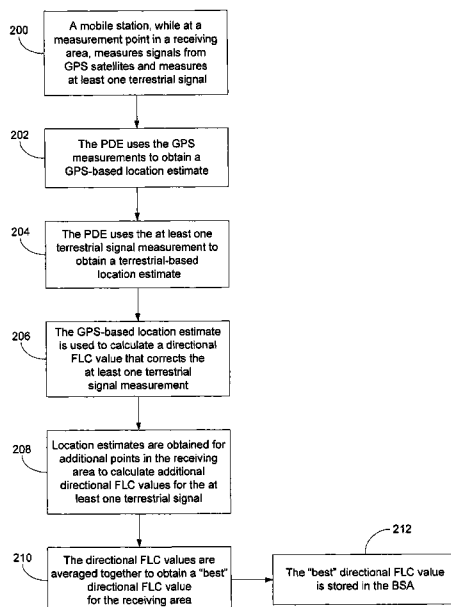 200
A mobile station, while at a
measurement point in a receiving
area, measures signals from
GPS satellites and measures
at least one terrestrial signal
202
The PDE uses the GPS
measurements to obtain a
GPS-based location estimate
204
The PDE uses the at least one
terrestrial signal measurement to
obtain a terrestrial-based
location estimate
206
The GPS-based location estimate
is used to calculate a directional
FLC value that corrects the
at least one terrestrial
signal measurement
208
Location estimates are obtained for
additional points in the receiving
area to calculate additional
directional FLC values for the at
least one terrestrial signal
210
The directional FLC values are
averaged together to obtain a "best"
directional FLC value
for the receiving area
212
The "best" directional FLC value
is stored in the BSA